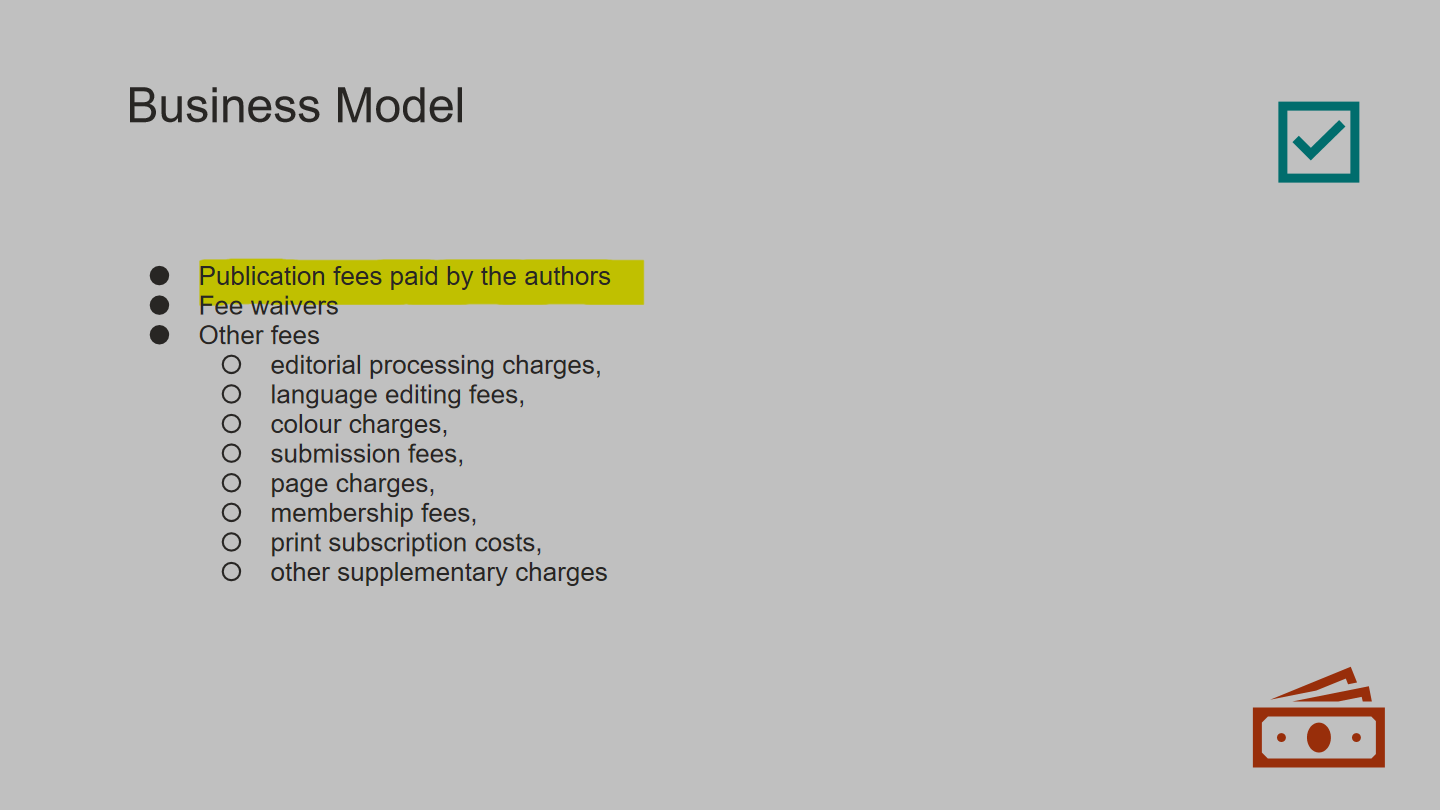 Business Model
● Publication fees paid by the authors
● Fee waivers
● Other fees
○ editorial processing charges,
○ language editing fees,
○ colour charges,
○ submission fees,
○ page charges,
○ membership fees,
○ print subscription costs,
○ other supplementary charges